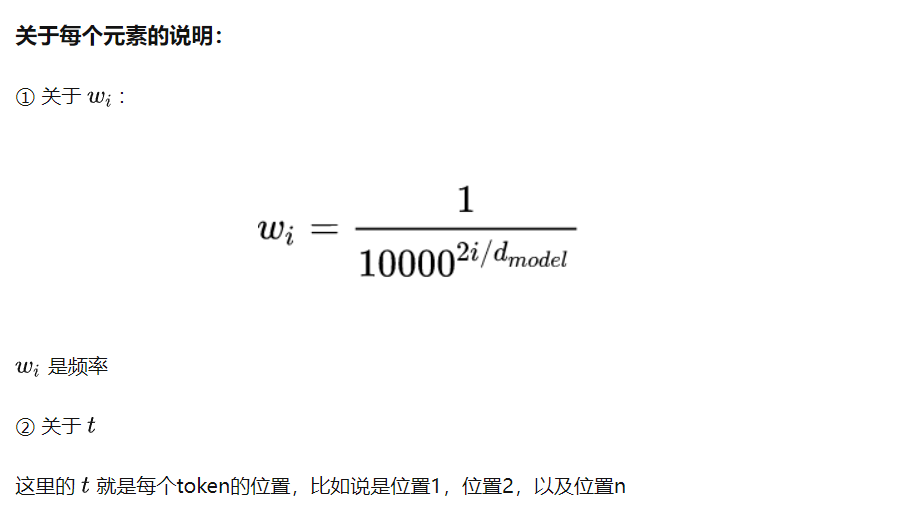 关于每个元素的说明：
① 关于 w_i：
w_i = \frac{1}{10000^{2i/d_{model}}}
w_i 是频率
② 关于 t
这里的 t 就是每个token的位置，比如说是位置1，位置2，以及位置n